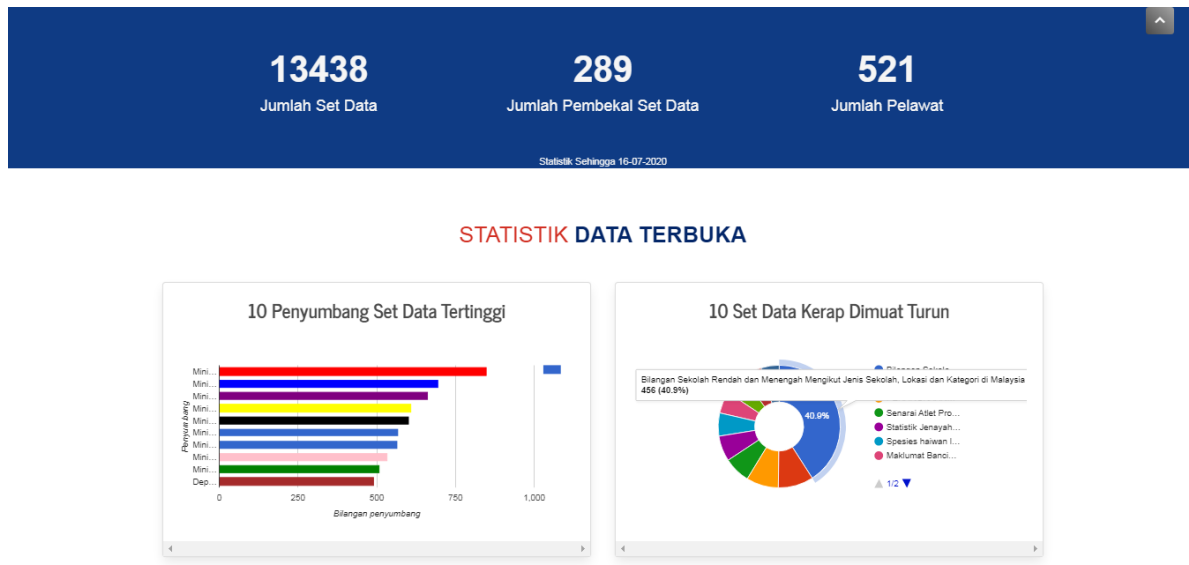 13438
289
521
Jumlah Set Data
Jumlah Pembekal Set Data
Jumlah Pelawat
Statistik Sehingga 16-07-2020
STATISTIK DATA TERBUKA
10 Penyumbang Set Data Tertinggi
Mini...
Mini...
Mini...
Mini...
Mini...
Mini...
Mini...
Mini...
Mini...
Dep...
Penyumbang
0 250 500 750 1,000
Bilangan penyumbang
10 Set Data Kerap Dimuat Turun
Bilangan Sekolah Rendah dan Menengah Mengikut Jenis Sekolah, Lokasi dan Kategori di Malaysia
456 (40.9%)
40.9%
Senarai Atlet Pro...
Statistik Jenayah...
Spesies haiwan l...
Maklumat Banci...
1/2